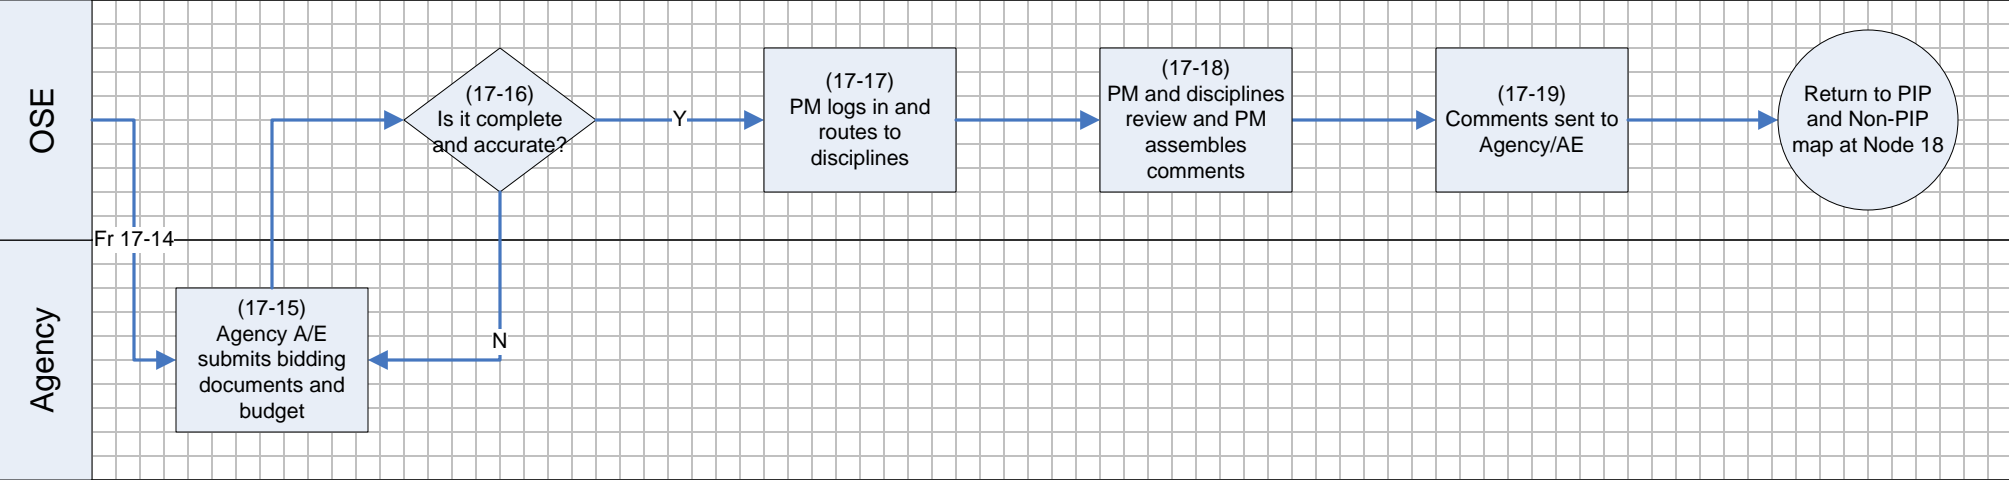 OSE
(17-16)
Is it complete
and accurate?
Y
(17-17)
PM logs in and
routes to
disciplines
(17-18)
PM and disciplines
review and PM
assembles
comments
(17-19)
Comments sent to
Agency/AE
Return to PIP
and Non-PIP
map at Node 18
Fr 17-14
Agency
(17-15)
Agency A/E
submits bidding
documents and
budget
N